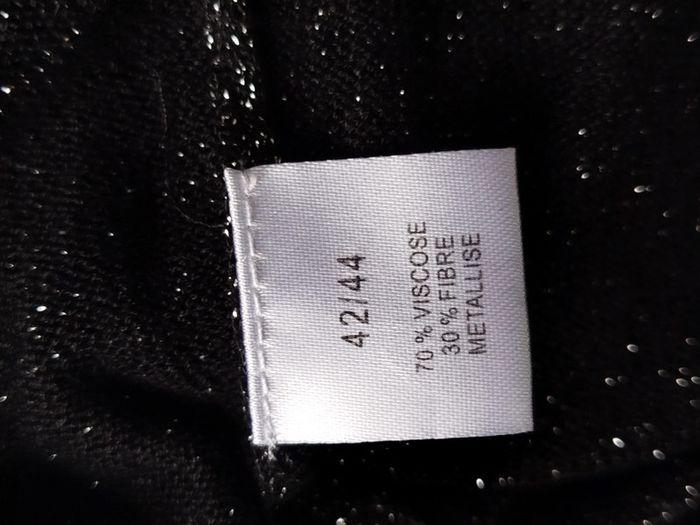 42/44
70 % VISCOSE
30 % FIBRE
METALLISE